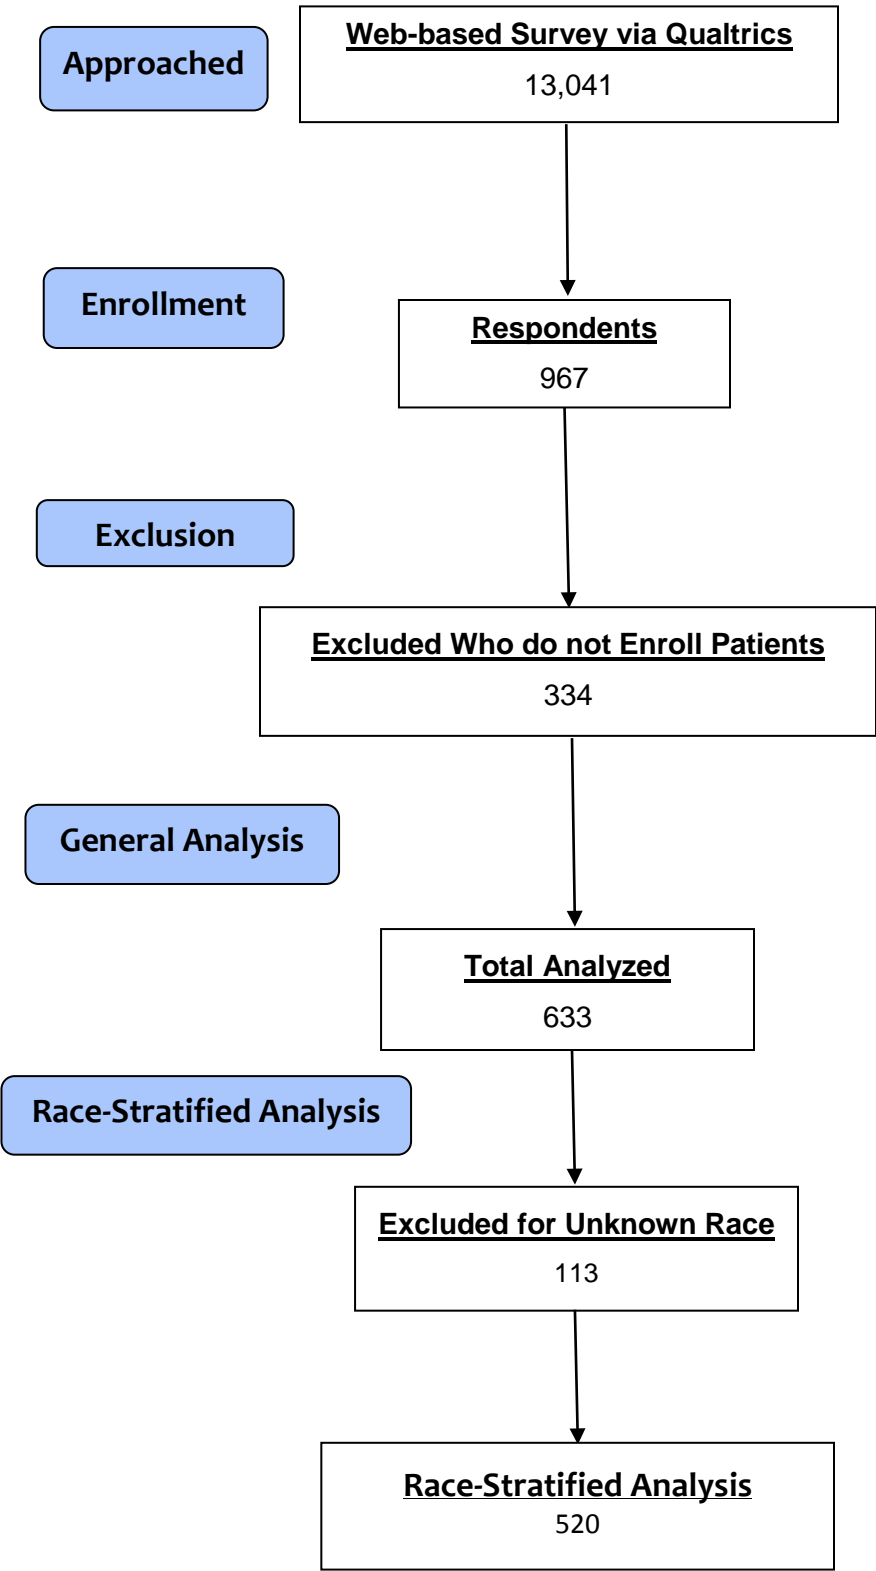 Approached
Web-based Survey via Qualtrics
13,041
Enrollment
Respondents
967
Exclusion
Excluded Who do not Enroll Patients
334
General Analysis
Total Analyzed
633
Race-Stratified Analysis
Excluded for Unknown Race
113
Race-Stratified Analysis
520